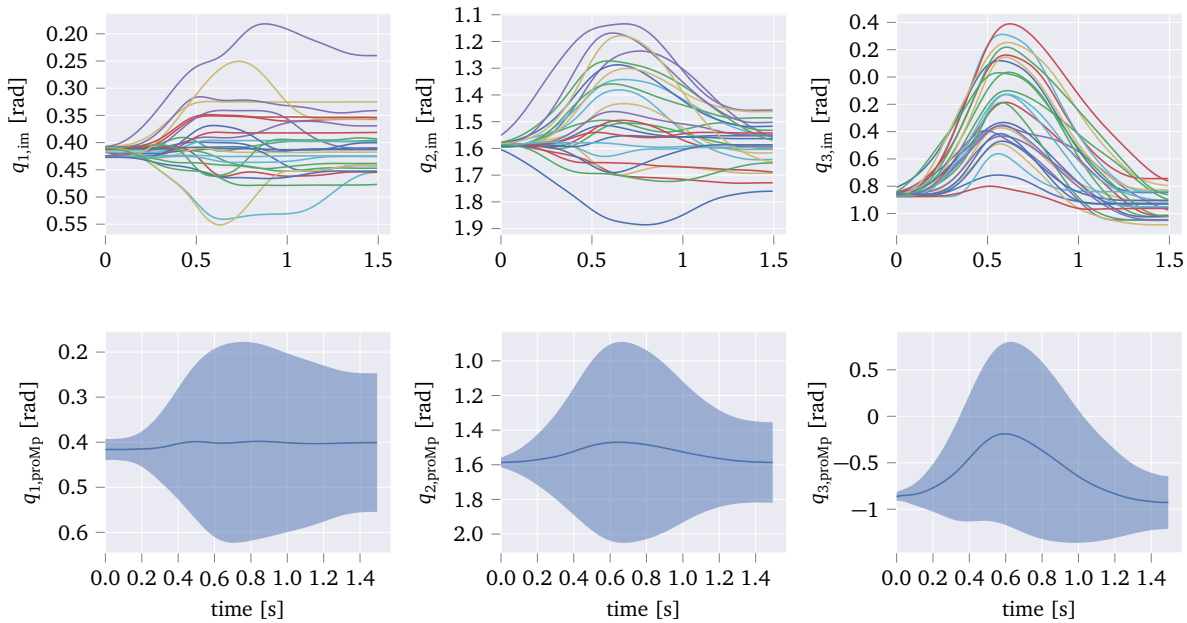 q1,im [rad]
0.20
0.25
0.30
0.35
0.40
0.45
0.50
0.55
0 0.5 1 1.5
q2,im [rad]
1.1
1.2
1.3
1.4
1.5
1.6
1.7
1.8
1.9
0 0.5 1 1.5
q3,im [rad]
0.4
0.2
0.0
0.2
0.4
0.6
0.8
1.0
0 0.5 1 1.5
q1,proMp [rad]
0.2
0.3
0.4
0.5
0.6
0.0 0.2 0.4 0.6 0.8 1.0 1.2 1.4
time [s]
q2,proMp [rad]
1.0
1.2
1.4
1.6
1.8
2.0
0.0 0.2 0.4 0.6 0.8 1.0 1.2 1.4
time [s]
q3,proMp [rad]
0.5
0
−0.5
−1
0.0 0.2 0.4 0.6 0.8 1.0 1.2 1.4
time [s]